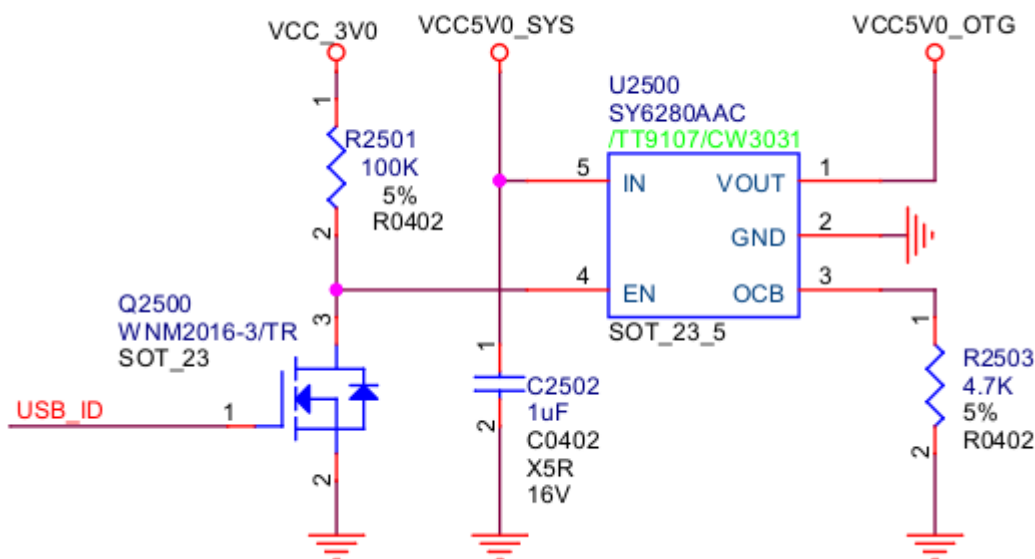 VCC_3V0
VCC5V0_SYS
VCC5V0_OTG
U2500
SY6280AAC
/TT9107/CW3031
1
R2501
100K
5%
R0402
2
5
IN
VOUT
1
GND
2
4
EN
OCB
3
SOT_23_5
Q2500
WNM2016-3/TR
SOT_23
3
USB_ID
1
2
1
C2502
1uF
C0402
X5R
16V
2
1
R2503
4.7K
5%
R0402
2